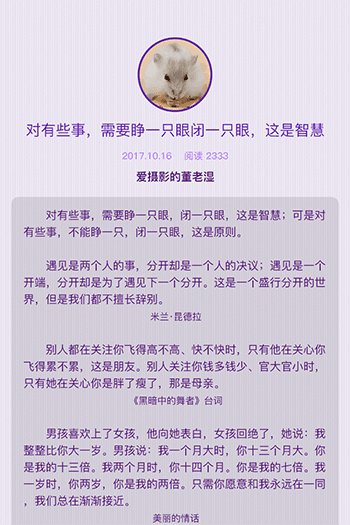 对有些事，需要睁一只眼闭一只眼，这是智慧
2017.10.16 阅读 2333
爱摄影的董老湿
对有些事，需要睁一只眼，闭一只眼，这是智慧；可是对
有些事，不能睁一只，闭一只眼，这是原则。
遇见是两个人的事，分开却是一个人的决议；遇见是一个
开端，分开却是为了遇见下一个分开。这是一个盛行分开的世
界，但是我们都不擅长辞别。
米兰·昆德拉
别人都在关注你飞得高不高、快不快时，只有他在关心你
飞得累不累，这是朋友。别人关注你钱多钱少、官大官小时，
只有她在关心你是胖了瘦了，那是母亲。
《黑暗中的舞者》台词
男孩喜欢上了女孩，他向她表白，女孩回绝了，她说：我
整整比你大一岁。男孩说：我一个月大时，你十三个月大。你
是我的十三倍。我两个月时，你十四个月。你是我的七倍。我
一岁时，你两岁，你是我的两倍。只需你愿意和我永远在一同
，我们总在渐渐接近。
美丽的情话